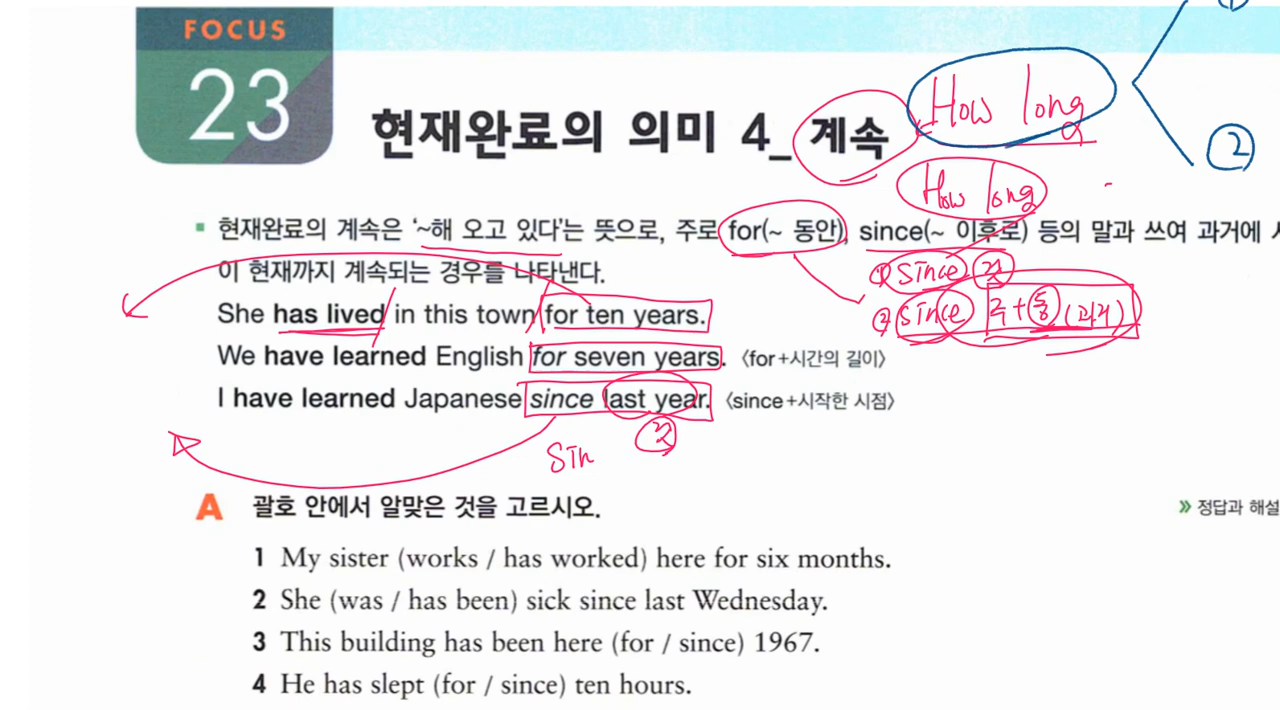 FOCUS
23
현재완료의 의미 4_ 계속
How long
②
How long
현재완료의 계속은 '~해 오고 있다'는 뜻으로, 주로 for(~ 동안), since(~ 이후로) 등의 말과 쓰여 과거에
이 현재까지 계속되는 경우를 나타낸다.
① since
② since 주+동(과거)
She has lived in this town for ten years.
We have learned English for seven years. 〈for+시간의 길이〉
I have learned Japanese since last year. 〈since+시작한 시점〉
Sin
A 괄호 안에서 알맞은 것을 고르시오.
» 정답과 해설
1 My sister (works / has worked) here for six months.
2 She (was / has been) sick since last Wednesday.
3 This building has been here (for / since) 1967.
4 He has slept (for / since) ten hours.